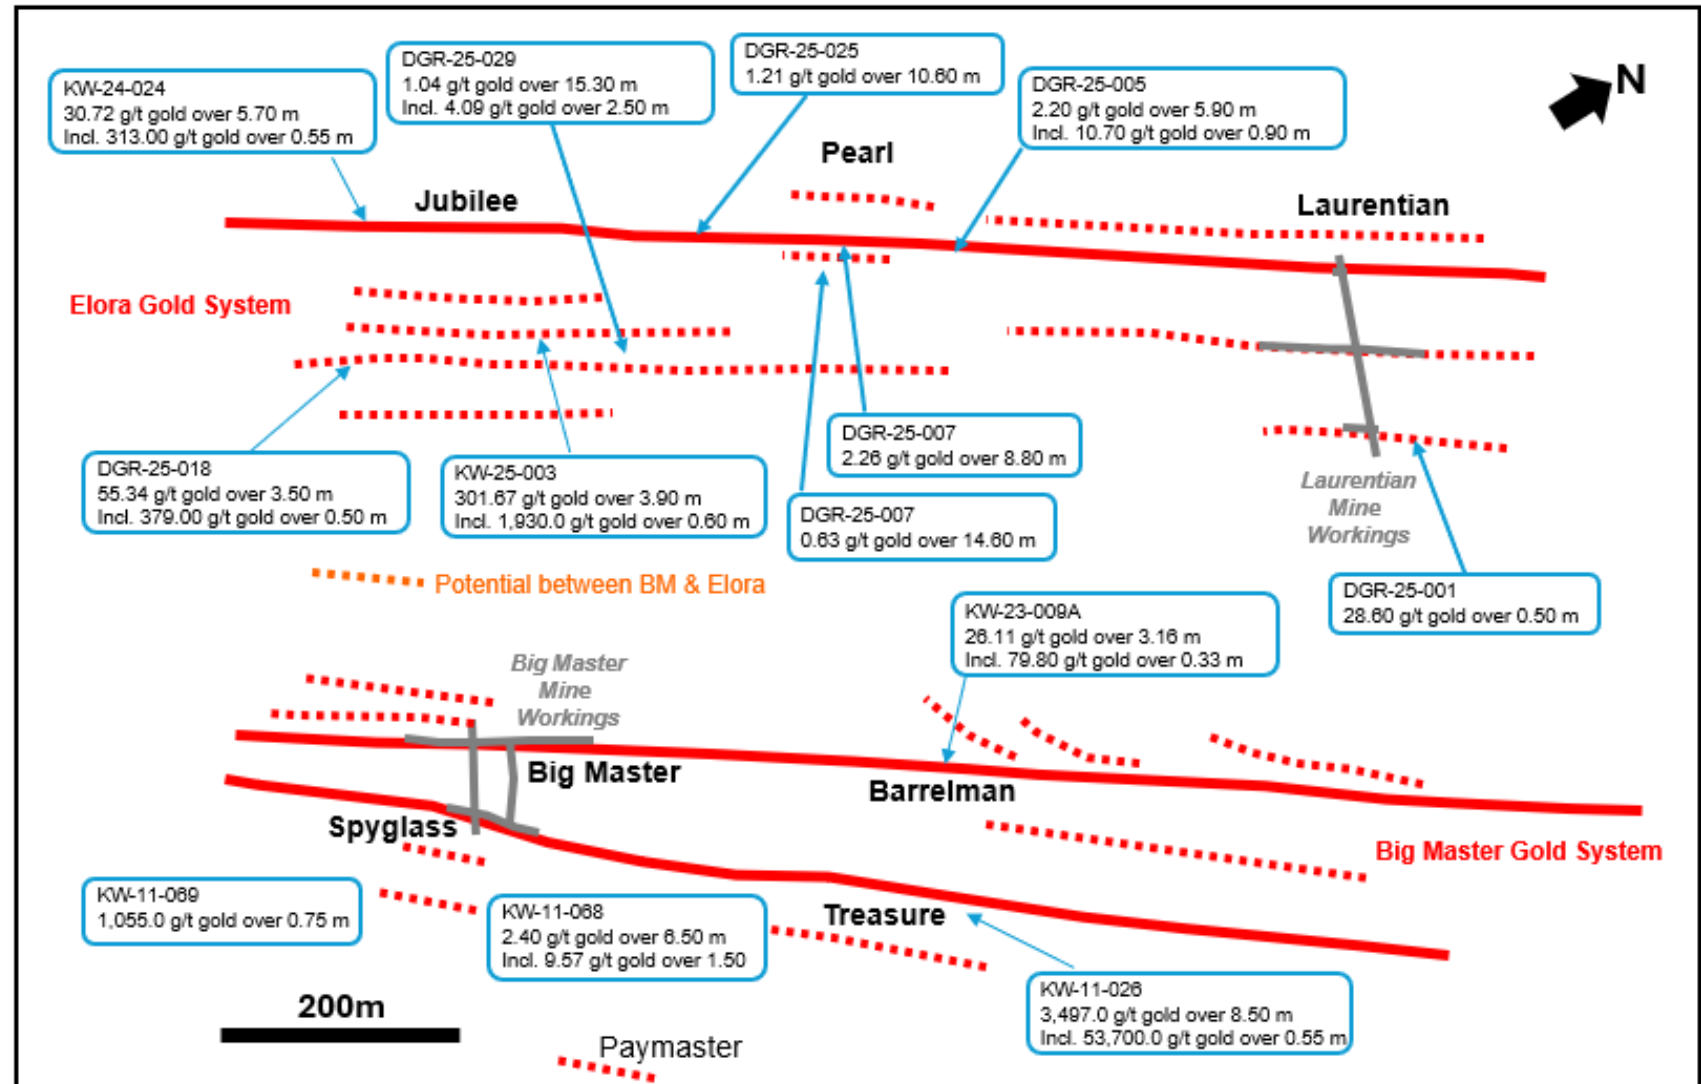 KW-24-024
30.72 g/t gold over 5.70 m
Incl. 313.00 g/t gold over 0.55 m
DGR-25-029
1.04 g/t gold over 15.30 m
Incl. 4.09 g/t gold over 2.50 m
DGR-25-025
1.21 g/t gold over 10.60 m
DGR-25-005
2.20 g/t gold over 5.90 m
Incl. 10.70 g/t gold over 0.90 m
N
Pearl
Jubilee
Laurentian
Elora Gold System
DGR-25-018
55.34 g/t gold over 3.50 m
Incl. 379.00 g/t gold over 0.50 m
KW-25-003
301.67 g/t gold over 3.90 m
Incl. 1,930.0 g/t gold over 0.60 m
DGR-25-007
2.26 g/t gold over 8.80 m
DGR-25-007
0.63 g/t gold over 14.60 m
Laurentian
Mine
Workings
DGR-25-001
28.60 g/t gold over 0.50 m
Potential between BM & Elora
KW-23-009A
26.11 g/t gold over 3.16 m
Incl. 79.80 g/t gold over 0.33 m
Big Master
Mine
Workings
Big Master
Barrelman
Spyglass
Big Master Gold System
KW-11-069
1,055.0 g/t gold over 0.75 m
KW-11-068
2.40 g/t gold over 6.50 m
Incl. 9.57 g/t gold over 1.50
Treasure
KW-11-026
3,497.0 g/t gold over 8.50 m
Incl. 53,700.0 g/t gold over 0.55 m
200m
Paymaster